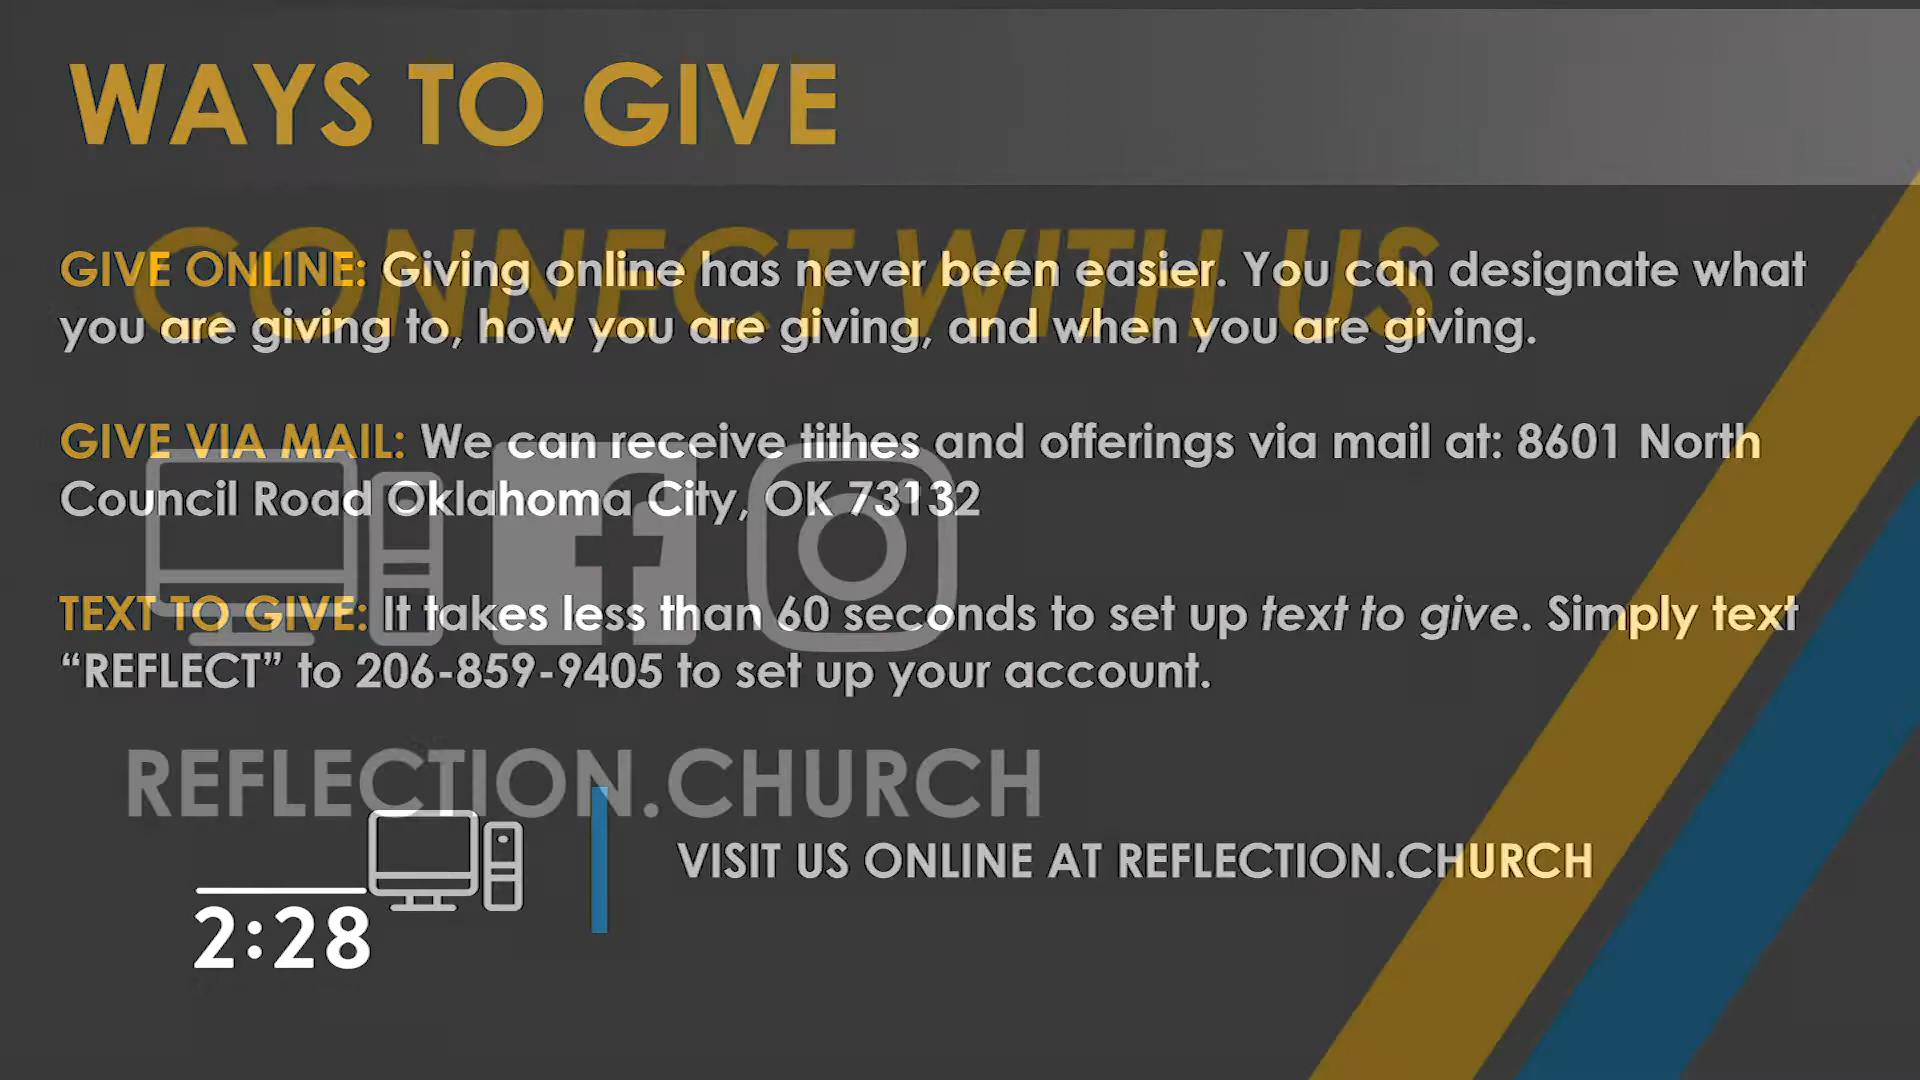 WAYS TO GIVE
CONNECT WITH US
GIVE ONLINE: Giving online has never been easier. You can designate what
you are giving to, how you are giving, and when you are giving.
GIVE VIA MAIL: We can receive tithes and offerings via mail at: 8601 North
Council Road Oklahoma City, OK 73132
TEXT TO GIVE: It takes less than 60 seconds to set up text to give. Simply text
“REFLECT” to 206-859-9405 to set up your account.
REFLECTION.CHURCH
VISIT US ONLINE AT REFLECTION.CHURCH
2:28